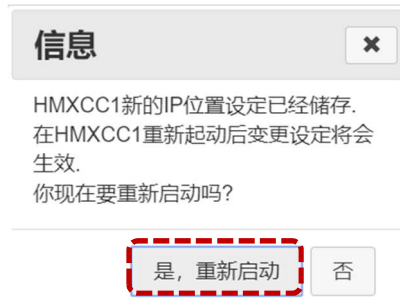 信息
HMXCC1新的IP位置设定已经储存.
在HMXCC1重新起动后变更设定将会
生效.
你现在要重新启动吗?
是，重新启动
否